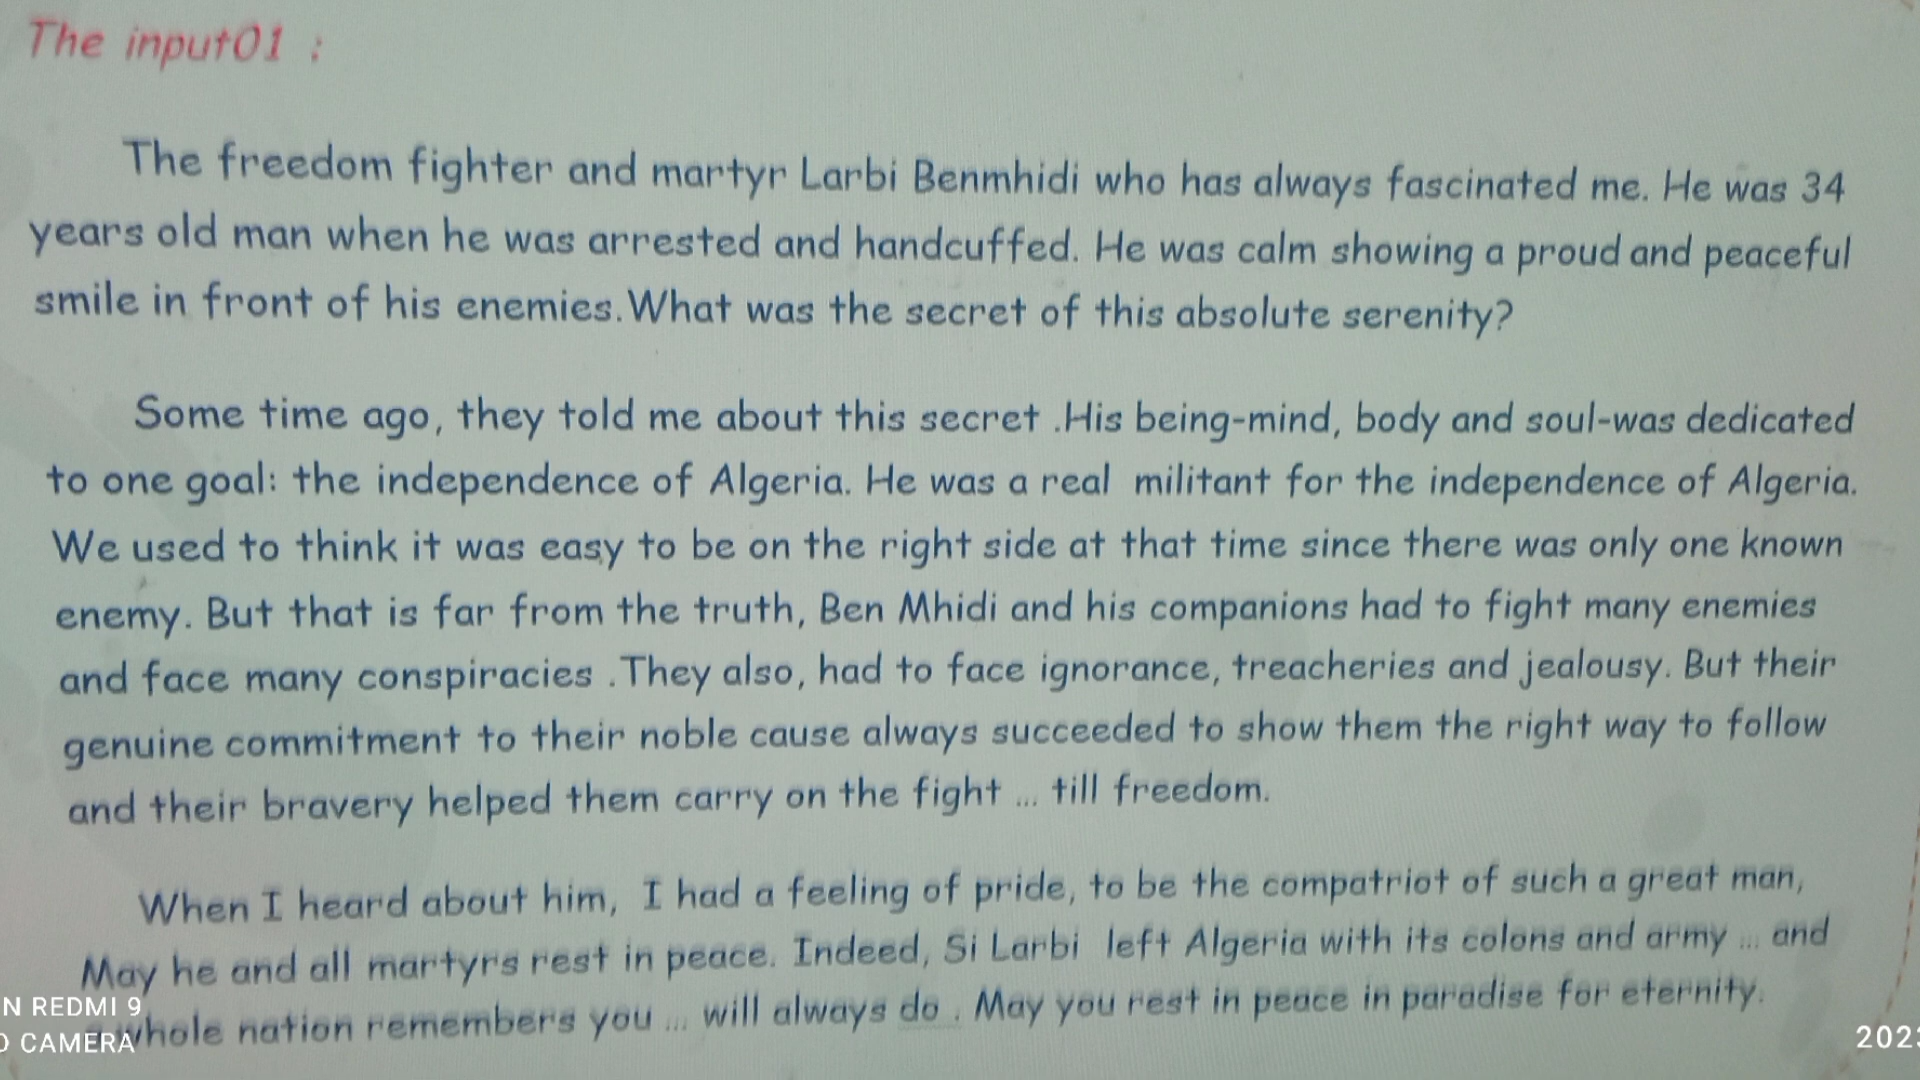 The input01 :
The freedom fighter and martyr Larbi Benmhidi who has always fascinated me. He was 34
years old man when he was arrested and handcuffed. He was calm showing a proud and peaceful
smile in front of his enemies.What was the secret of this absolute serenity?
Some time ago, they told me about this secret .His being-mind, body and soul-was dedicated
to one goal: the independence of Algeria. He was a real militant for the independence of Algeria.
We used to think it was easy to be on the right side at that time since there was only one known
enemy. But that is far from the truth, Ben Mhidi and his companions had to fight many enemies
and face many conspiracies .They also, had to face ignorance, treacheries and jealousy. But their
genuine commitment to their noble cause always succeeded to show them the right way to follow
and their bravery helped them carry on the fight ... till freedom.
When I heard about him, I had a feeling of pride, to be the compatriot of such a great man,
May he and all martyrs rest in peace. Indeed, Si Larbi left Algeria with its colons and army ... and
whole nation remembers you ... will always do . May you rest in peace in paradise for eternity.
N REDMI 9
CAMERA
2023